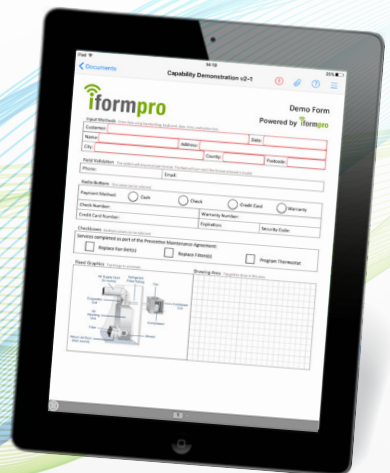 iPad
14:18
35%
Documents
Capability Demonstration v2-1
iformpro
Demo Form
Powered by iformpro
Input Methods
Customer:
Date:
Name:
Address:
City:
County:
Postcode:
Field Validation
Phone:
Email:
Radio Buttons
Payment Method:
Cash
Check
Credit Card
Warranty
Check Number:
Warranty Number:
Credit Card Number:
Expiration:
Security Code:
Checkboxes
Services completed as part of the Preventive Maintenance Agreement:
Replace Fan Belt(s)
Replace Filter(s)
Program Thermostat
Fixed Graphics
Drawing Area